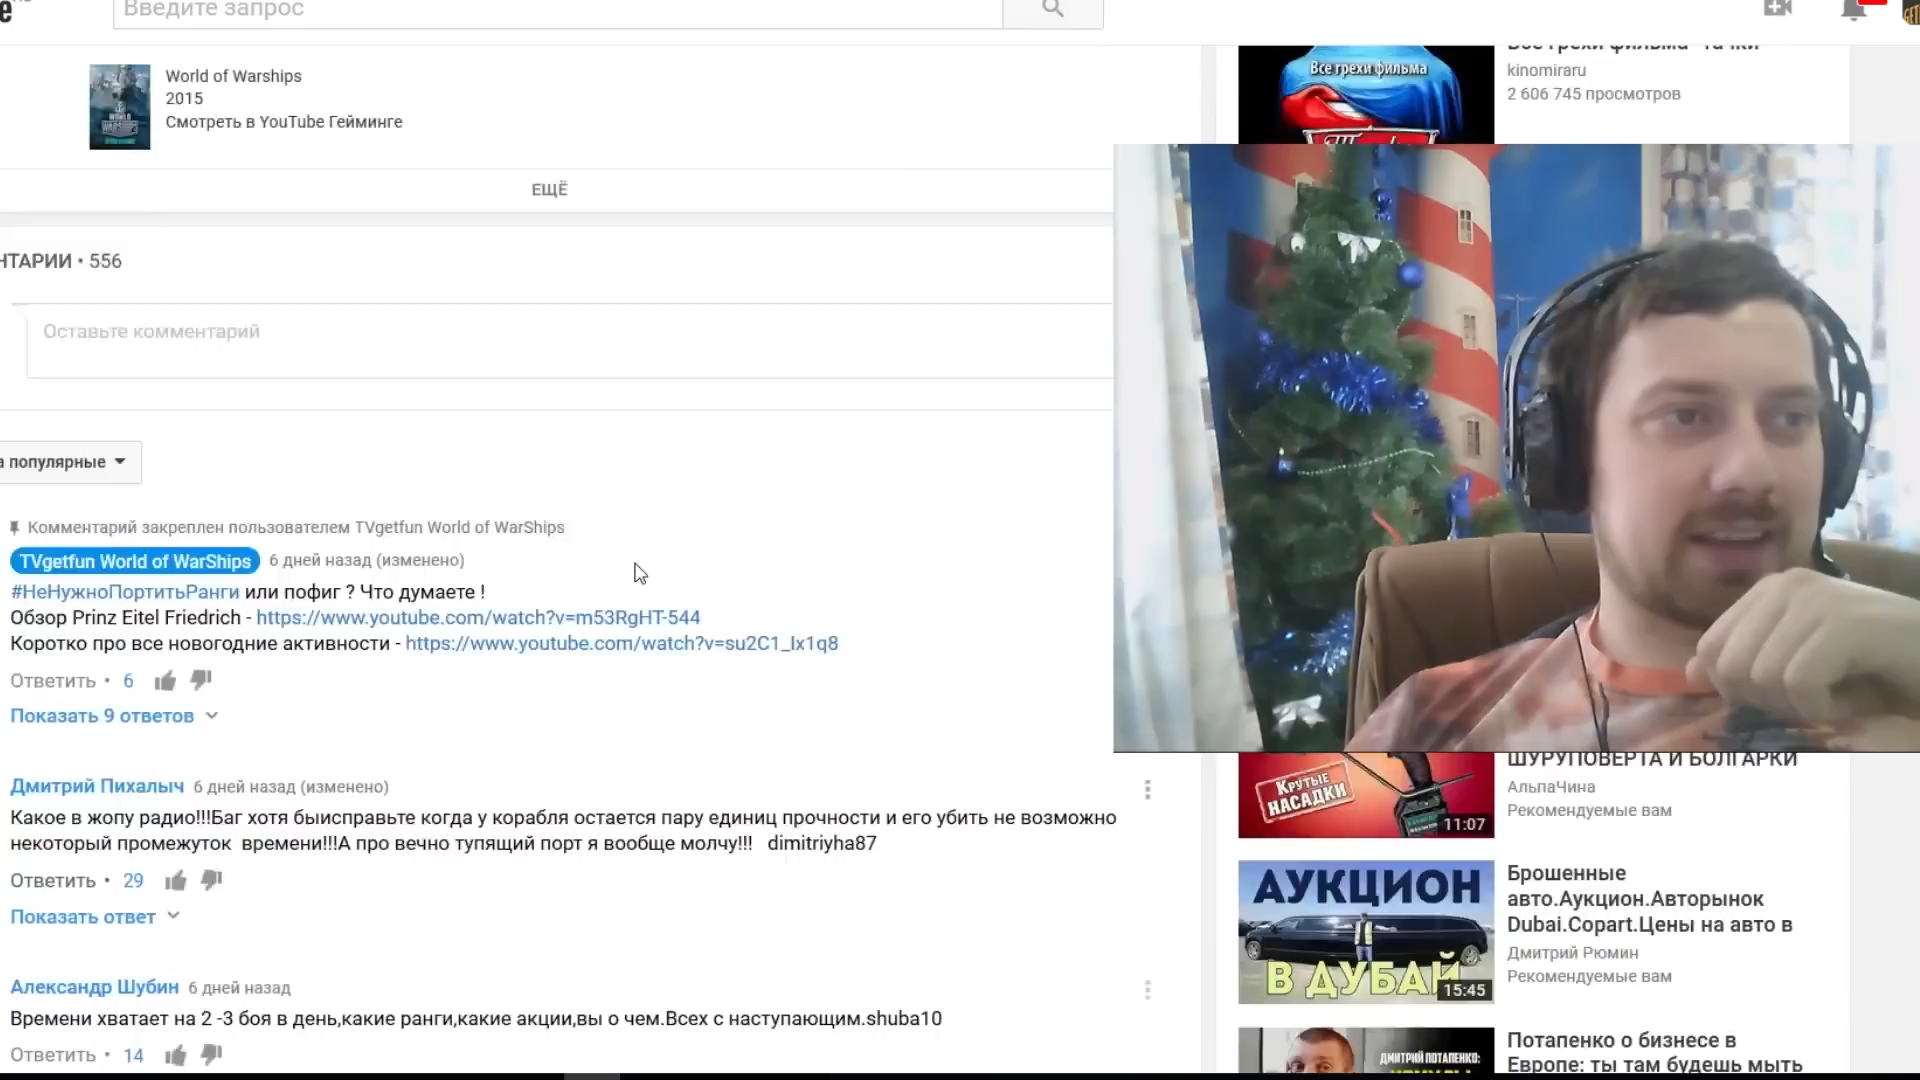 Введите запрос
World of Warships
2015
Смотреть в YouTube Гейминге
ЕЩЁ
НТАРИИ • 556
Оставьте комментарий
а популярные
Комментарий закреплен пользователем TVgetfun World of WarShips
TVgetfun World of WarShips 6 дней назад (изменено)
#НеНужноПортитьРанги или пофиг ? Что думаете !
Обзор Prinz Eitel Friedrich - https://www.youtube.com/watch?v=m53RgHT-544
Коротко про все новогодние активности - https://www.youtube.com/watch?v=su2C1_Ix1q8
Ответить • 6
Показать 9 ответов
Дмитрий Пихалыч 6 дней назад (изменено)
Какое в жопу радио!!!Баг хотя быисправьте когда у корабля остается пару единиц прочности и его убить не возможно
некоторый промежуток времени!!!А про вечно тупящий порт я вообще молчу!!! dimitriyha87
Ответить • 29
Показать ответ
Александр Шубин 6 дней назад
Времени хватает на 2 -3 боя в день,какие ранги,какие акции,вы о чем.Всех с наступающим.shuba10
Ответить • 14
Все грехи фильма "Тачки"
kinomiraru
2 606 745 просмотров
Все грехи фильма
ШУРУПОВЕРТА И БОЛГАРКИ
АльпаЧина
Рекомендуемые вам
КРУТЫЕ
НАСАДКИ
11:07
АУКЦИОН
В ДУБАЙ
15:45
Брошенные
авто.Аукцион.Авторынок
Dubai.Copart.Цены на авто в
Дмитрий Рюмин
Рекомендуемые вам
ДМИТРИЙ ПОТАПЕНКО:
Потапенко о бизнесе в
Европе: ты там будешь мыть